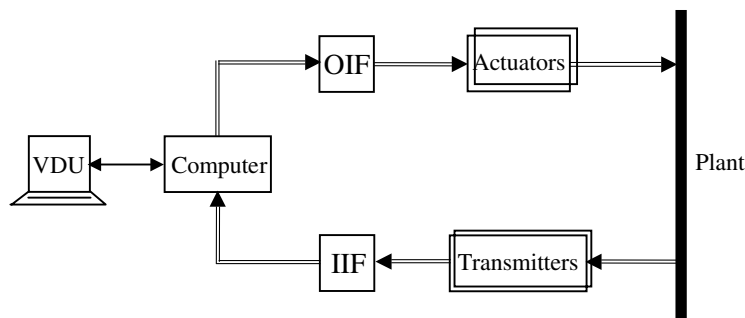 OIF
Actuators
VDU
Computer
Plant
IIF
Transmitters